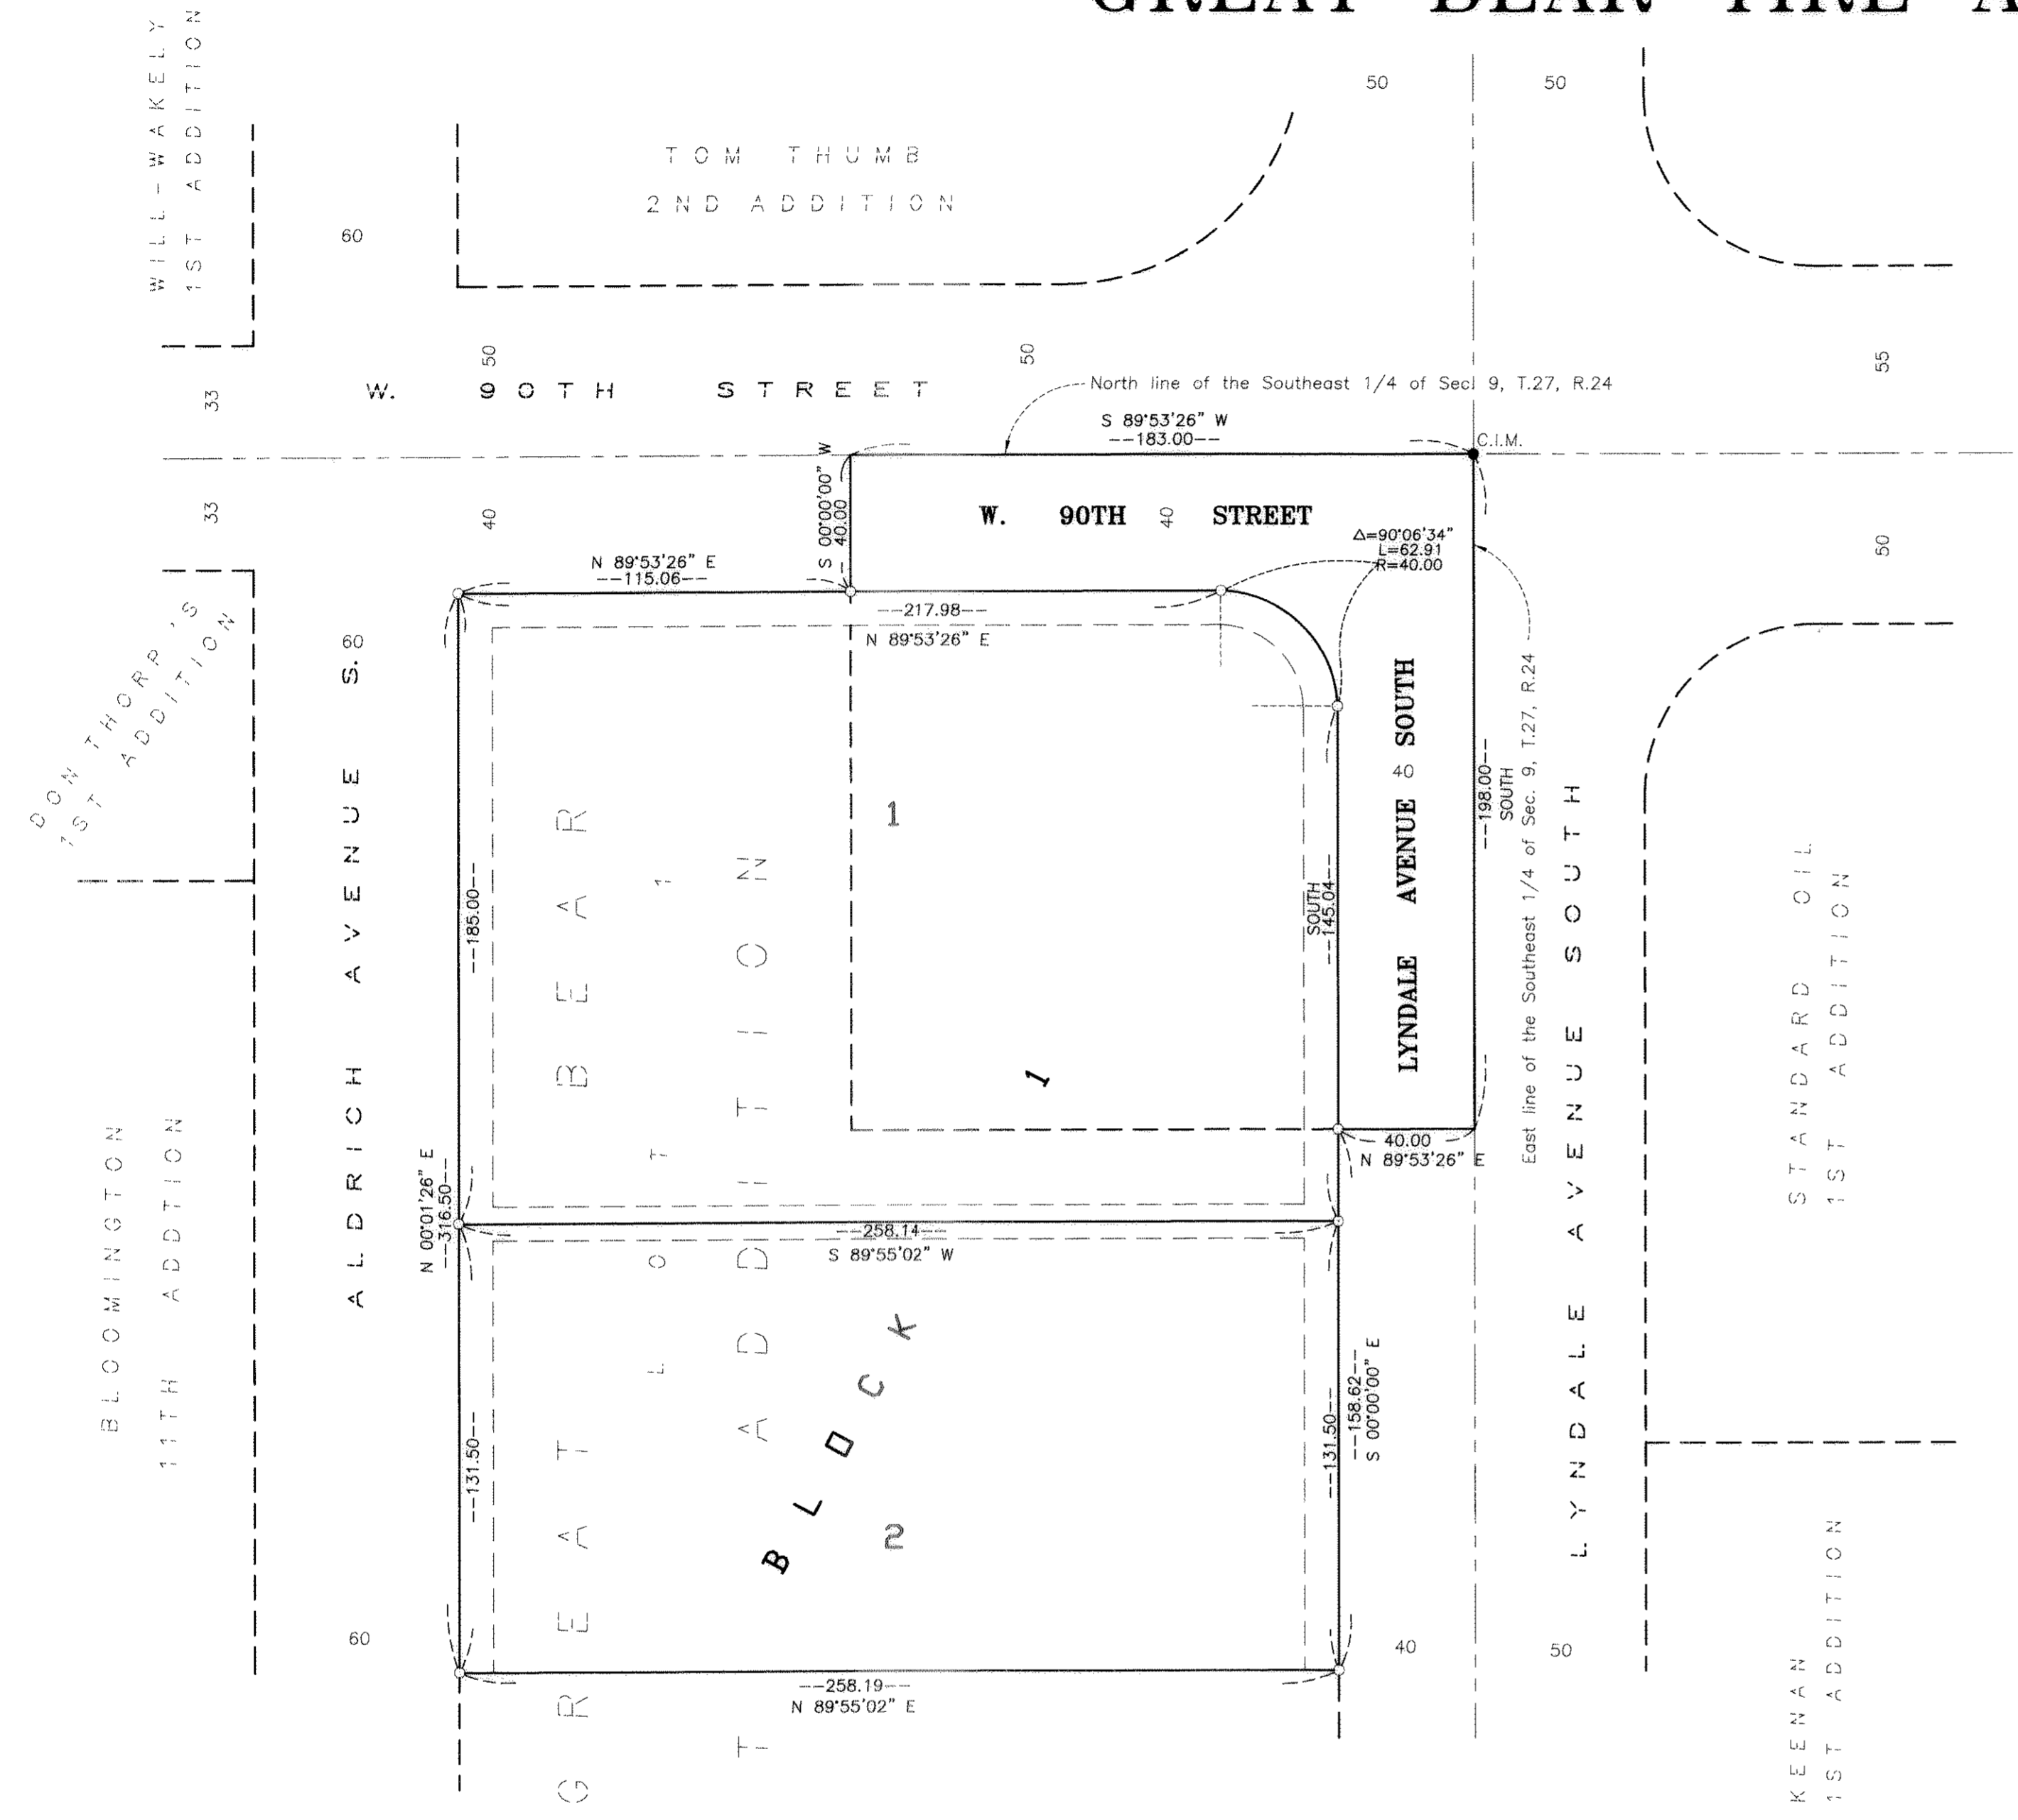 WILL-WAKELY
1ST ADDITION
50
50
TOM THUMB
2ND ADDITION
60
50
50
55
33
W. 90TH STREET
North line of the Southeast 1/4 of Sec. 9, T.27, R.24
S 89°53'26" W
--183.00--
C.I.M.
33
40
S 00°00'00" W
40.00
W. 90TH STREET
40
Δ=90°06'34"
L=62.91
R=40.00
50
N 89°53'26" E
--115.06--
--217.98--
N 89°53'26" E
DON THORP'S
1ST ADDITION
60
ALDRICH AVENUE S.
--185.00--
1
SOUTH
--145.04--
LYNDALE AVENUE SOUTH
40
--198.00--
SOUTH
East line of the Southeast 1/4 of Sec. 9, T.27, R.24
LYNDALE AVENUE SOUTH
STANDARD OIL
1ST ADDITION
BLOOMINGTON
11TH ADDTION
GREAT BEAR
LOT 1
T ADDITION
1
40.00
N 89°53'26" E
N 00°01'26" E
--316.50--
--258.14--
S 89°55'02" W
BLOCK
--131.50--
2
--131.50--
--158.62--
S 00°00'00" E
60
40
50
--258.19--
N 89°55'02" E
KEENAN
1ST ADDITION